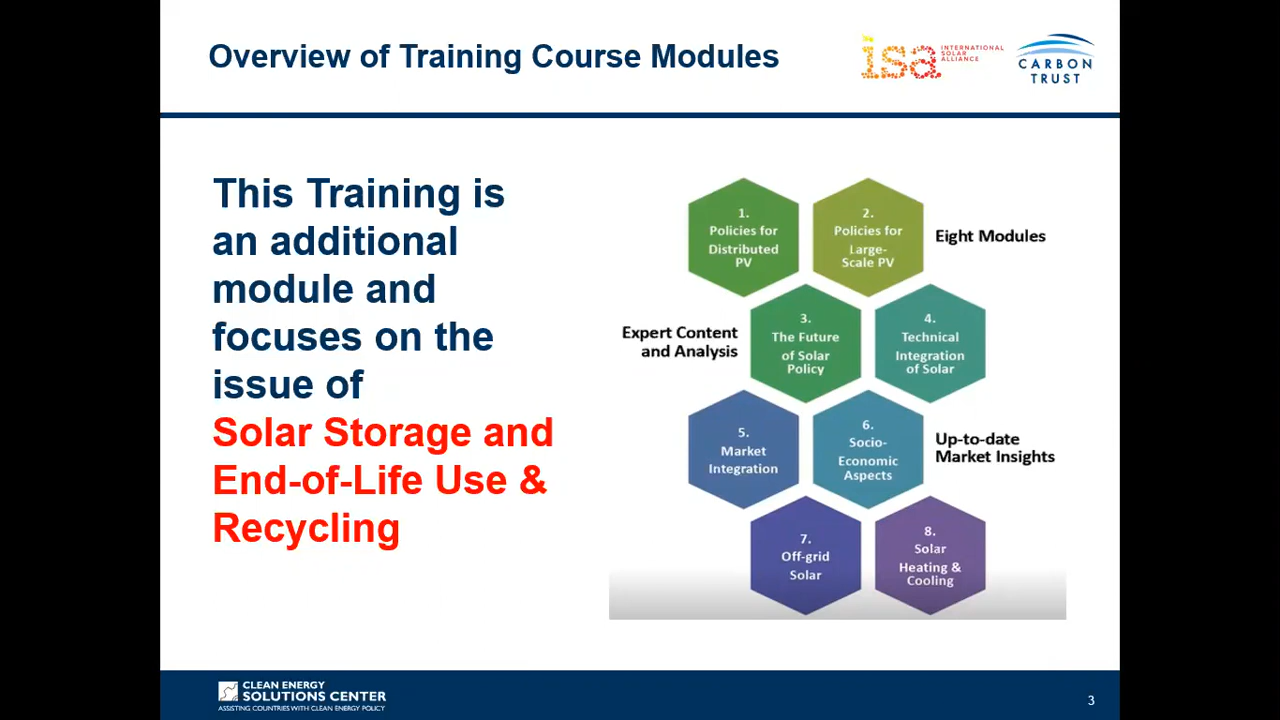 Overview of Training Course Modules
isa INTERNATIONAL
SOLAR
ALLIANCE
CARBON
TRUST
This Training is
an additional
module and
focuses on the
issue of
Solar Storage and
End-of-Life Use &
Recycling
1.
Policies for
Distributed
PV
2.
Policies for
Large-
Scale PV
Eight Modules
Expert Content
and Analysis
3.
The Future
of Solar
Policy
4.
Technical
Integration
of Solar
5.
Market
Integration
6.
Socio-
Economic
Aspects
Up-to-date
Market Insights
7.
Off-grid
Solar
8.
Solar
Heating &
Cooling
CLEAN ENERGY
SOLUTIONS CENTER
ASSISTING COUNTRIES WITH CLEAN ENERGY POLICY
3